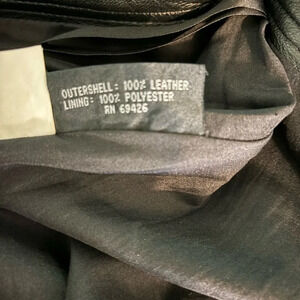 OUTERSHELL: 100% LEATHER
LINING: 100% POLYESTER
RN 69426